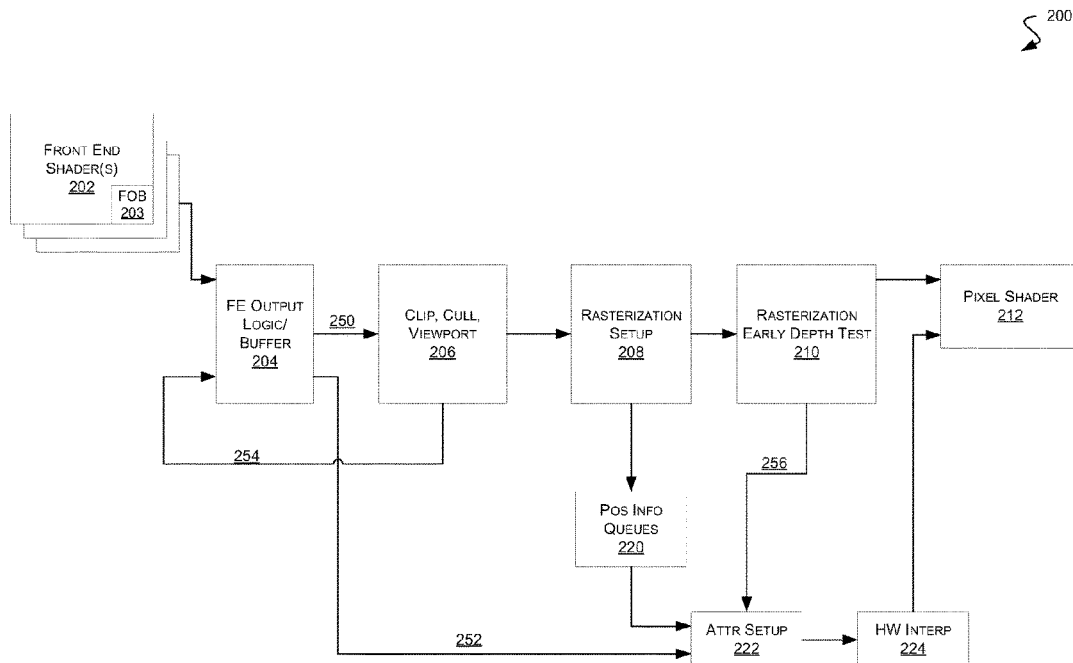 200
FRONT END
SHADER(S)
202
FOB
203
FE OUTPUT
LOGIC/
BUFFER
204
250
CLIP, CULL,
VIEWPORT
206
RASTERIZATION
SETUP
208
RASTERIZATION
EARLY DEPTH TEST
210
PIXEL SHADER
212
254
256
POS INFO
QUEUES
220
252
ATTR SETUP
222
HW INTERP
224